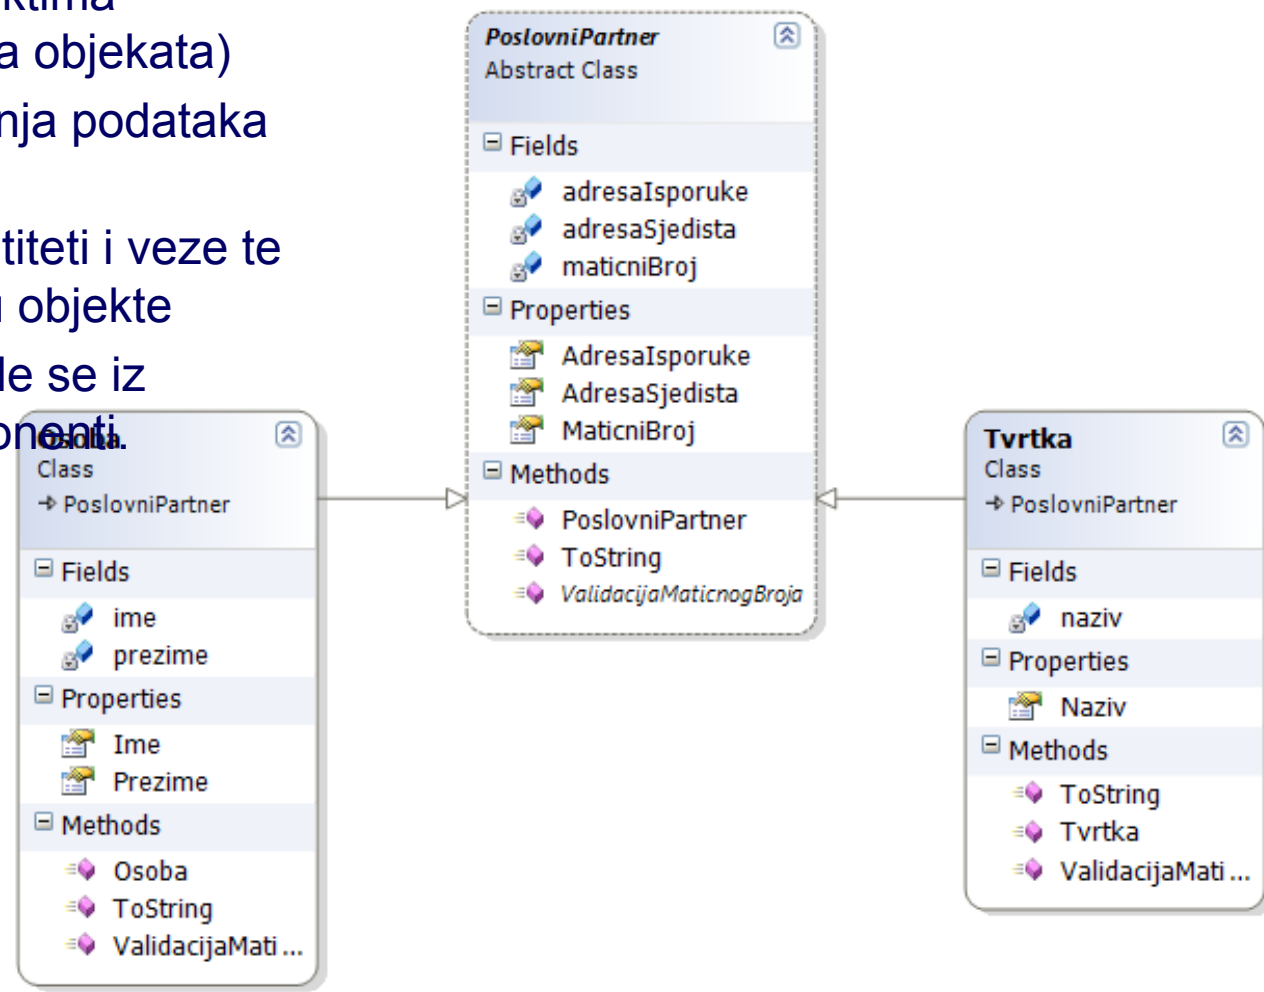 a objekata)
nja podataka
titeti i veze te
objekte
le se iz
onenti.
PoslovniPartner
Abstract Class
Fields
adresaIsporuke
adresaSjedista
maticniBroj
Properties
AdresaIsporuke
AdresaSjedista
MaticniBroj
Methods
PoslovniPartner
ToString
ValidacijaMaticnogBroja
Osoba
Class
PoslovniPartner
Fields
ime
prezime
Properties
Ime
Prezime
Methods
Osoba
ToString
ValidacijaMati...
Tvrtka
Class
PoslovniPartner
Fields
naziv
Properties
Naziv
Methods
ToString
Tvrtka
ValidacijaMati...